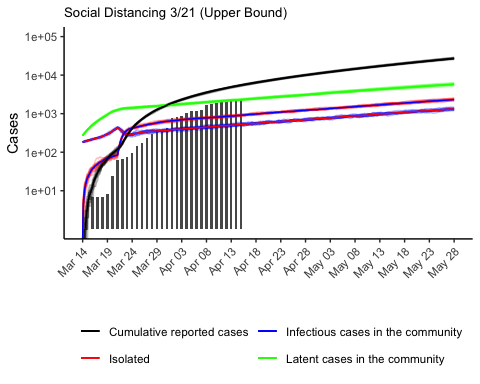 Social Distancing 3/21 (Upper Bound)
1e+05
1e+04
1e+03
1e+02
1e+01
Cases
Mar 14
Mar 19
Mar 24
Mar 29
Apr 03
Apr 08
Apr 13
Apr 18
Apr 23
Apr 28
May 03
May 08
May 13
May 18
May 23
May 28
Cumulative reported cases
Infectious cases in the community
Isolated
Latent cases in the community